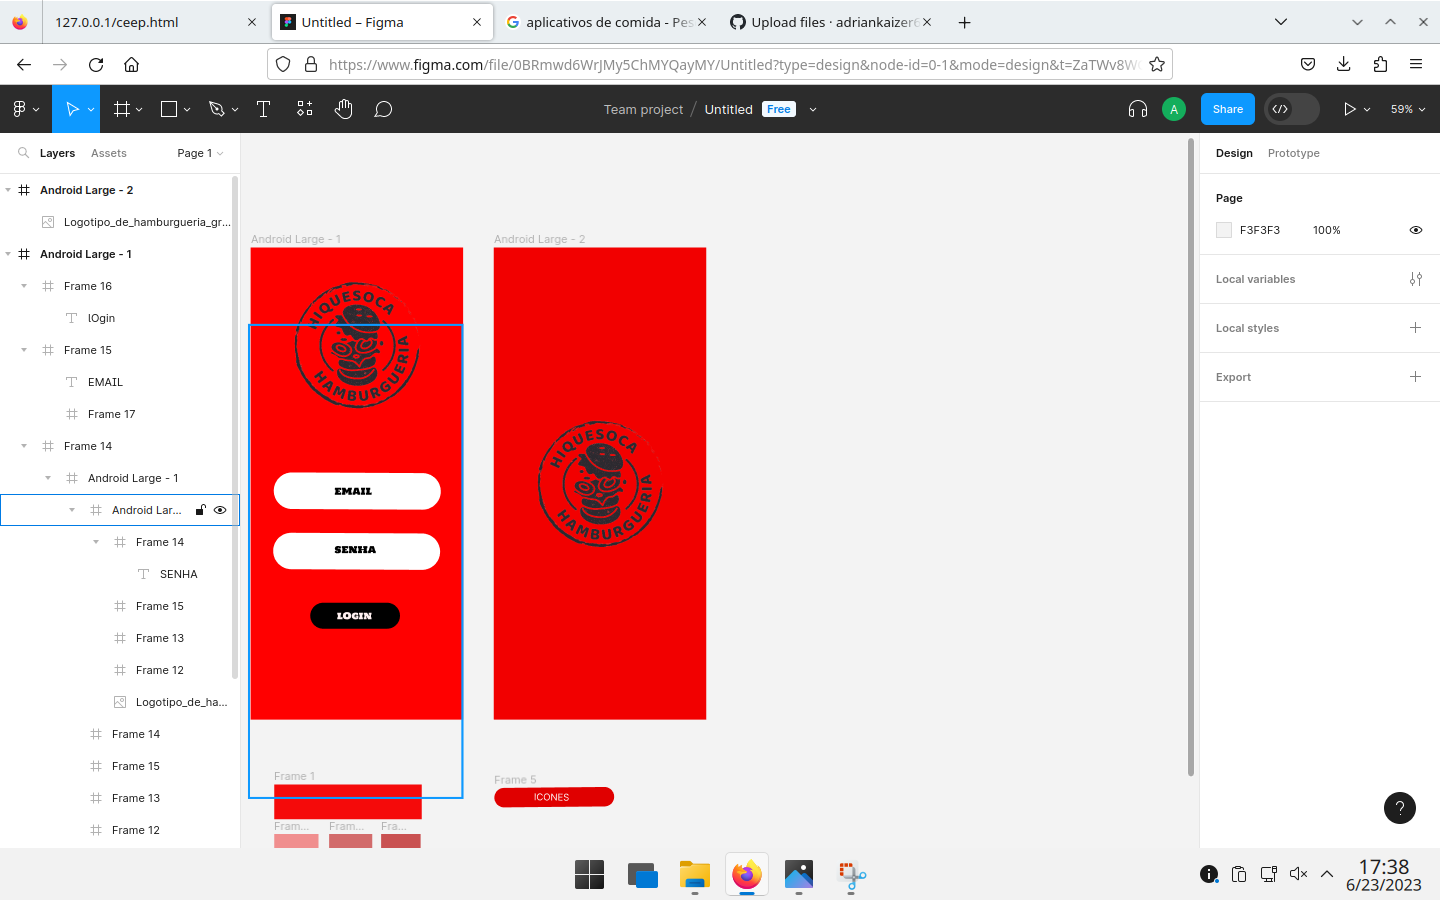 127.0.0.1/ceep.html
Untitled – Figma
aplicativos de comida - Pes
Upload files · adriankaizer
https://www.figma.com/file/0BRmwd6WrJMy5ChMYQayMY/Untitled?type=design&node-id=0-1&mode=design&t=ZaTWv8W
Team project / Untitled Free
A
Share
59%
Layers Assets Page 1
Android Large - 2
Logotipo_de_hamburgueria_gr...
Android Large - 1
Frame 16
lOgin
Frame 15
EMAIL
Frame 17
Frame 14
Android Large - 1
Android Lar...
Frame 14
SENHA
Frame 15
Frame 13
Frame 12
Logotipo_de_ha...
Frame 14
Frame 15
Frame 13
Frame 12
Android Large - 1
HIQUESOCA
HAMBURGUERIA
EMAIL
SENHA
LOGIN
Android Large - 2
HIQUESOCA
HAMBURGUERIA
Frame 1
Fram... Fram... Fra...
Frame 5
ICONES
Design Prototype
Page
F3F3F3 100%
Local variables
Local styles
Export
?
17:38
6/23/2023